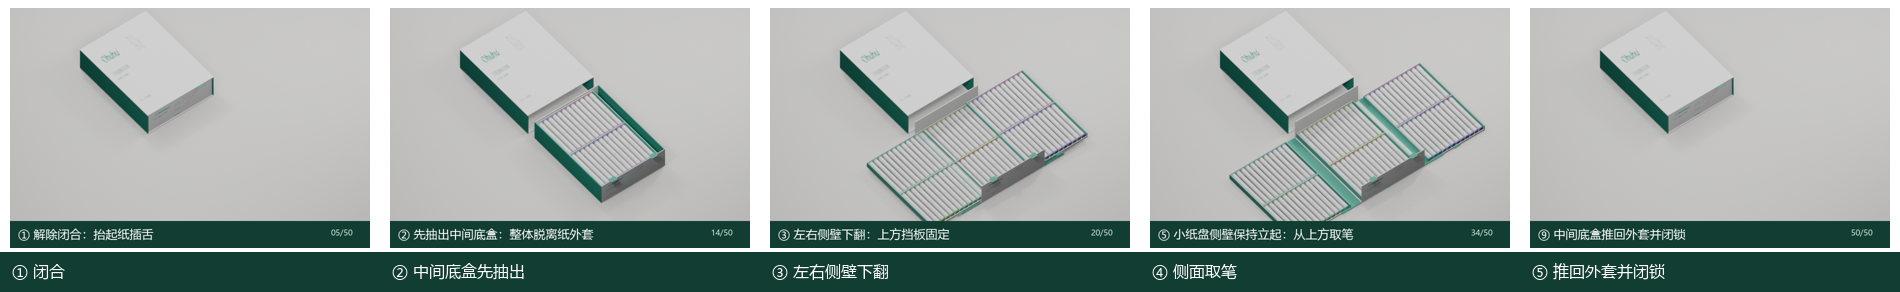 Chuhu
① 解除闭合：抬起纸插舌
05/50
① 闭合
Chuhu
② 先抽出中间底盒：整体脱离纸外套
14/50
② 中间底盒先抽出
Chuhu
③ 左右侧壁下翻：上方挡板固定
20/50
③ 左右侧壁下翻
Chuhu
⑤ 小纸盘侧壁保持立起：从上方取笔
34/50
④ 侧面取笔
Chuhu
⑨ 中间底盒推回外套并闭锁
50/50
⑤ 推回外套并闭锁